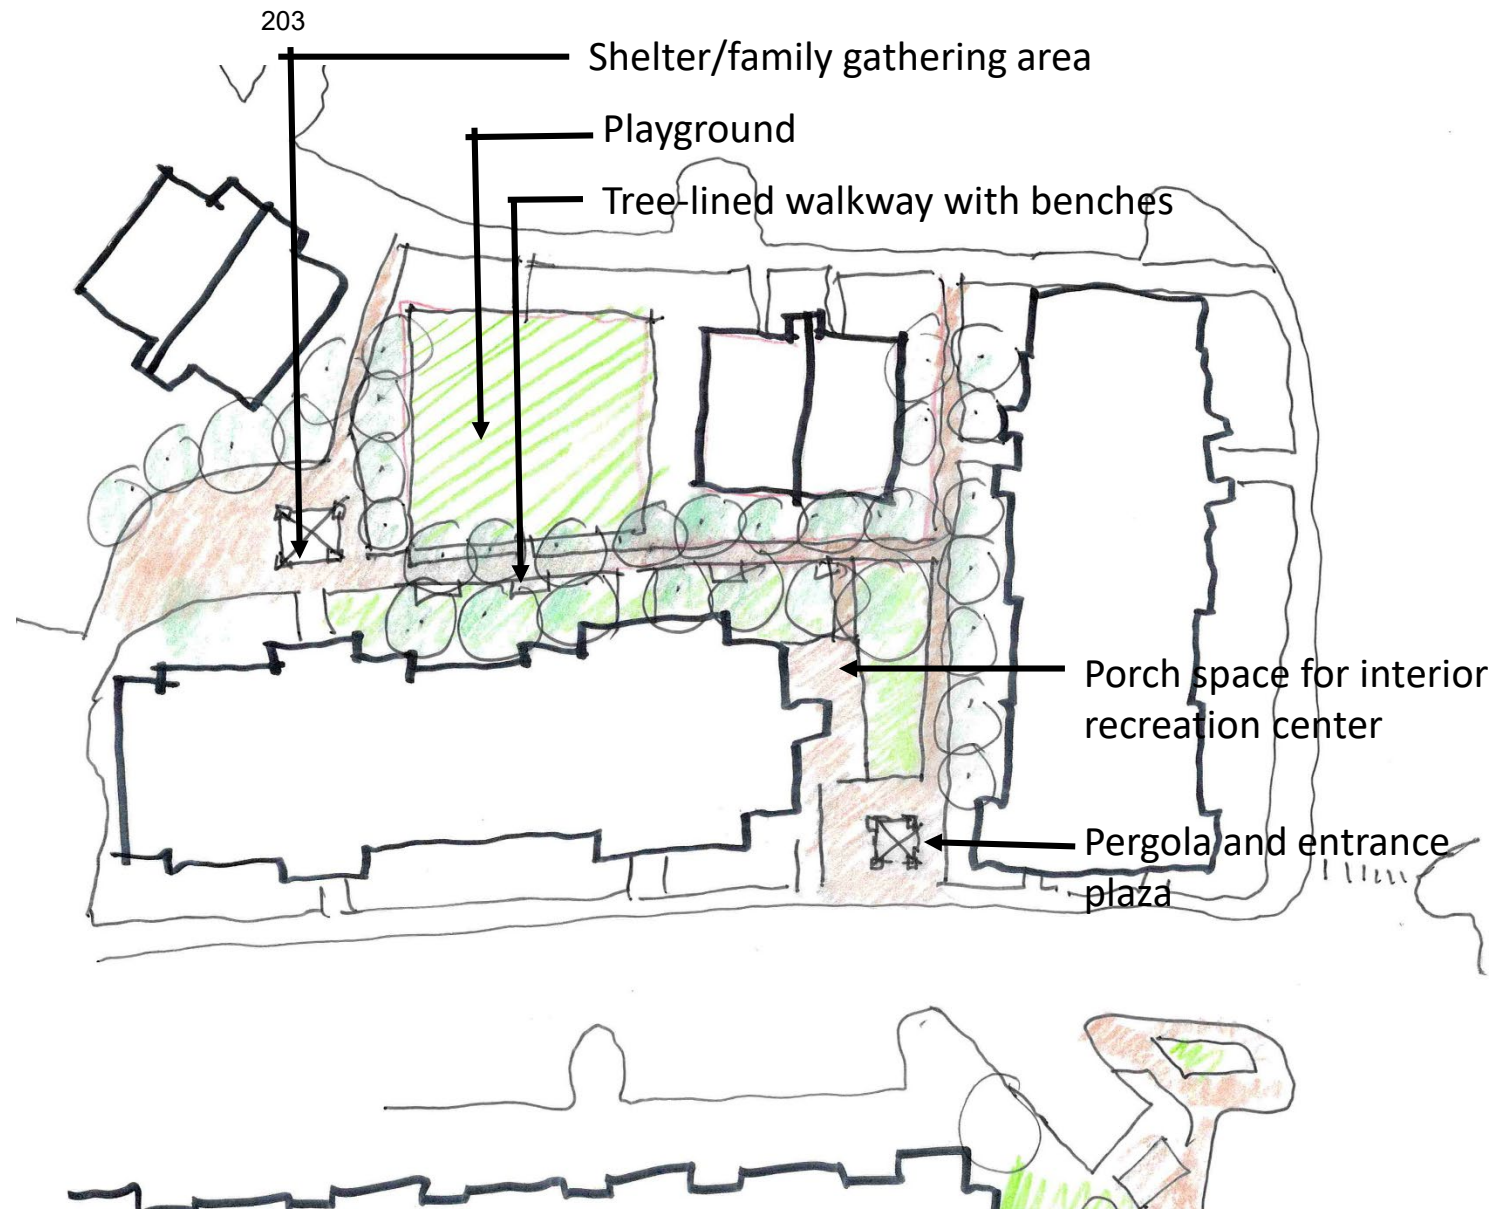 203
Shelter/family gathering area
Playground
Tree-lined walkway with benches
Porch space for interior
recreation center
Pergola and entrance
plaza